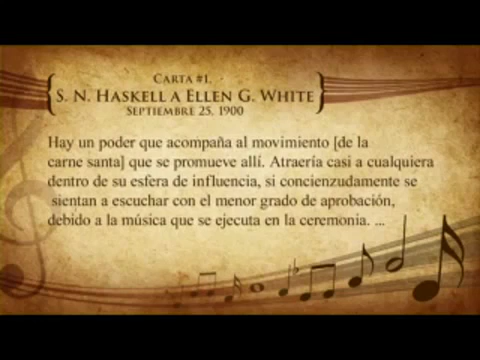 Carta #1.
S. N. Haskell a Ellen G. White
Septiembre 25, 1900
Hay un poder que acompaña al movimiento [de la
carne santa] que se promueve allí. Atraería casi a cualquiera
dentro de su esfera de influencia, si concienzudamente se
sientan a escuchar con el menor grado de aprobación,
debido a la música que se ejecuta en la ceremonia. ...